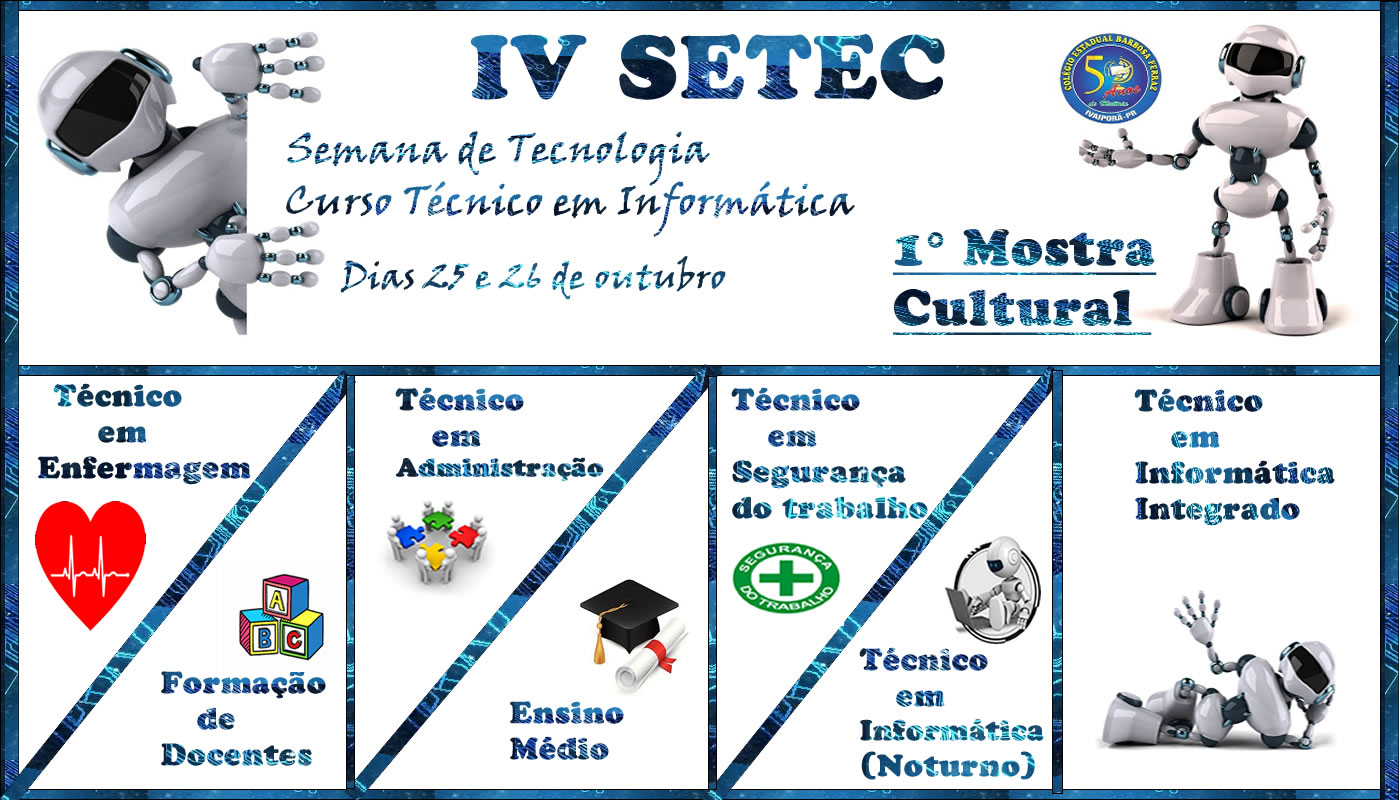 IV SETEC
COLÉGIO ESTADUAL BARBOSA FERRAZ
50
Anos
IVAIPORÃ-PR
Semana de Tecnologia
Curso Técnico em Informática
Dias 25 e 26 de outubro
1° Mostra
Cultural
Técnico
em
Enfermagem
A
B
C
Formação
de
Docentes
Técnico
em
Administração
Ensino
Médio
Técnico
em
Segurança
do trabalho
SEGURANÇA
DO TRABALHO
Técnico
em
Informática
(Noturno)
Técnico
em
Informática
Integrado